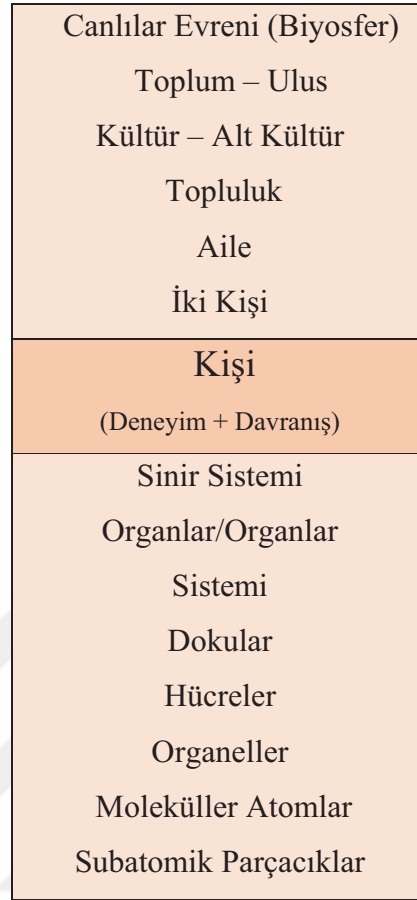 Canlılar Evreni (Biyosfer)
Toplum – Ulus
Kültür – Alt Kültür
Topluluk
Aile
İki Kişi
Kişi
(Deneyim + Davranış)
Sinir Sistemi
Organlar/Organlar
Sistemi
Dokular
Hücreler
Organeller
Moleküller Atomlar
Subatomik Parçacıklar